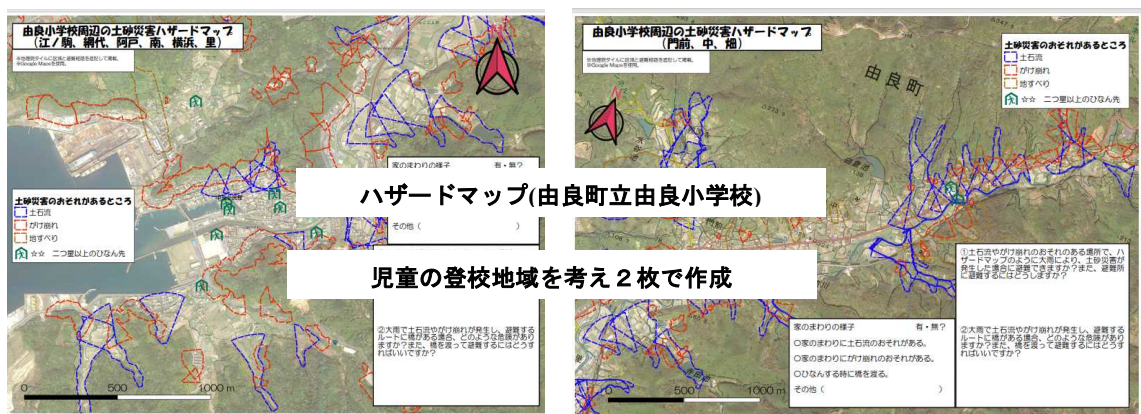 由良小学校周辺の土砂災害ハザードマップ
(江ノ駒、網代、阿戸、南、横浜、里)
※Google Mapsを使用。
土砂災害のおそれがあるところ
土石流
がけ崩れ
地すべり
☆☆ 二つ星以上のひなん先
家のまわりの様子 有・無?
その他(
)
②大雨で土石流やがけ崩れが発生し、避難する
ルートに橋がある場合、どのような危険があり
ますか?また、橋を渡って避難するにはどうす
ればいいですか?
0 500 1000 m
ハザードマップ(由良町立由良小学校)
児童の登校地域を考え2枚で作成
由良小学校周辺の土砂災害ハザードマップ
(門前、中、畑)
※Google Mapsを使用。
由良町
土砂災害のおそれがあるところ
土石流
がけ崩れ
地すべり
☆☆ 二つ星以上のひなん先
①土石流やがけ崩れのおそれのある場所で、ハ
ザードマップのように大雨により、土砂災害が
発生した場合に避難できますか?また、避難所
に避難するにはどうしますか?
②大雨で土石流やがけ崩れが発生し、避難する
ルートに橋がある場合、どのような危険があり
ますか?また、橋を渡って避難するにはどうす
ればいいですか?
家のまわりの様子 有・無?
○家のまわりに土石流のおそれがある。
○家のまわりにがけ崩れのおそれがある。
○ひなんする時に橋を渡る。
その他( )
0 500 1000 m